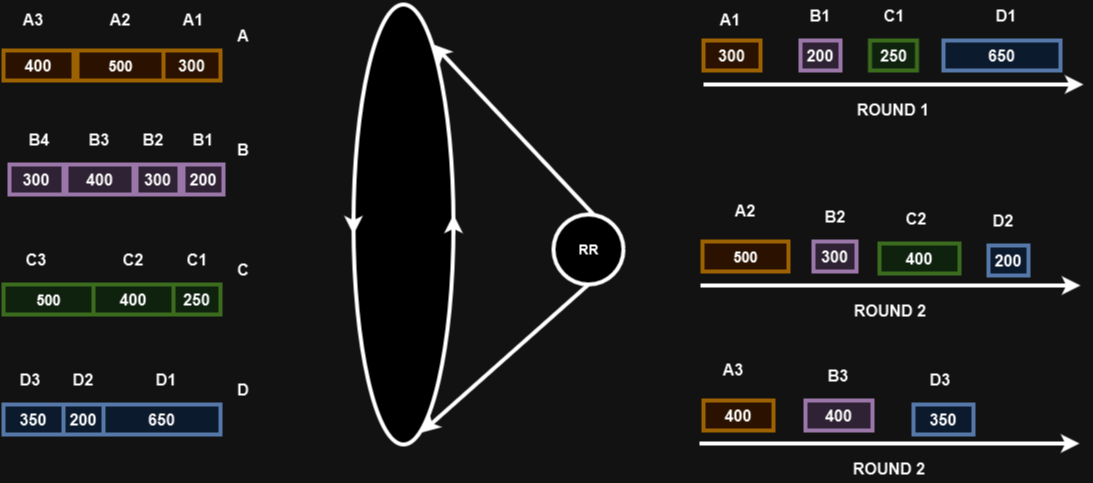 A3 A2 A1
A
400 500 300
B4 B3 B2 B1
B
300 400 300 200
C3 C2 C1
C
500 400 250
D3 D2 D1
D
350 200 650
RR
A1 B1 C1 D1
300 200 250 650
ROUND 1
A2 B2 C2 D2
500 300 400 200
ROUND 2
A3 B3 D3
400 400 350
ROUND 2